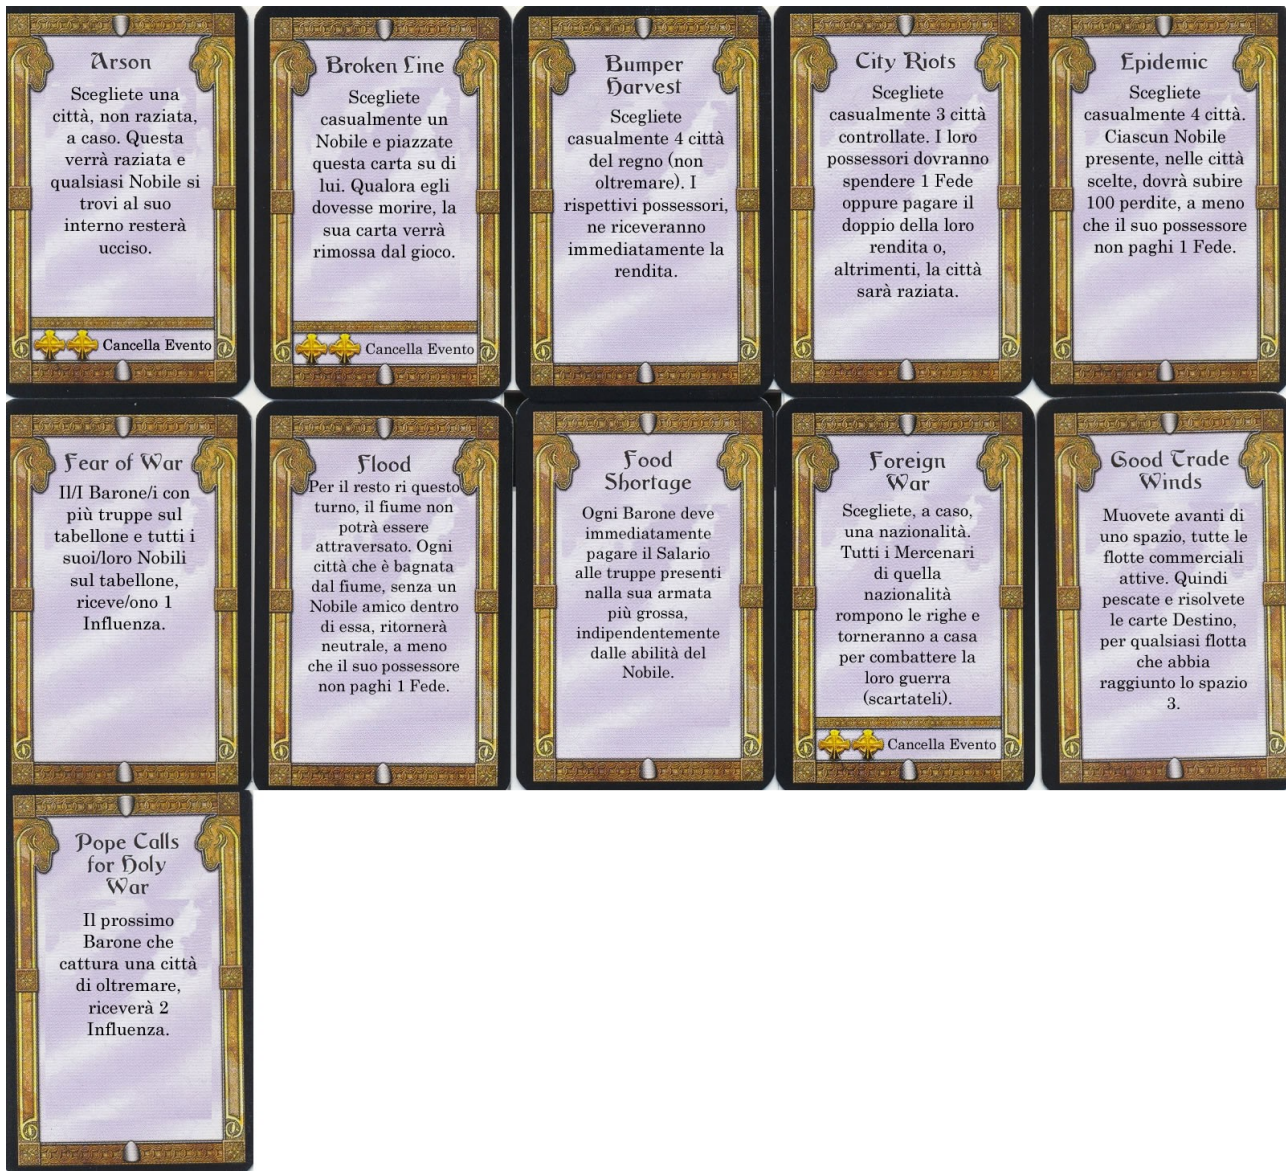 Arson
Scegliete una
città, non raziata,
a caso. Questa
verrà raziata e
qualsiasi Nobile si
trovi al suo
interno resterà
ucciso.
Cancella Evento
Broken Line
Scegliete
casualmente un
Nobile e piazzate
questa carta su di
lui. Qualora egli
dovesse morire, la
sua carta verrà
rimossa dal gioco.
Cancella Evento
Bumper
Harvest
Scegliete
casualmente 4 città
del regno (non
oltremare). I
rispettivi possessori,
ne riceveranno
immediatamente la
rendita.
City Riots
Scegliete
casualmente 3 città
controllate. I loro
possessori dovranno
spendere 1 Fede
oppure pagare il
doppio della loro
rendita o,
altrimenti, la città
sarà raziata.
Epidemic
Scegliete
casualmente 4 città.
Ciascun Nobile
presente, nelle città
scelte, dovrà subire
100 perdite, a meno
che il suo possessore
non paghi 1 Fede.
Fear of War
Il/I Barone/i con
più truppe sul
tabellone e tutti i
suoi/loro Nobili
sul tabellone,
riceve/ono 1
Influenza.
Flood
Per il resto ri questo
turno, il fiume non
potrà essere
attraversato. Ogni
città che è bagnata
dal fiume, senza un
Nobile amico dentro
di essa, ritornerà
neutrale, a meno
che il suo possessore
non paghi 1 Fede.
Food
Shortage
Ogni Barone deve
immediatamente
pagare il Salario
alle truppe presenti
nalla sua armata
più grossa,
indipendentemente
dalle abilità del
Nobile.
Foreign
War
Scegliete, a caso,
una nazionalità.
Tutti i Mercenari
di quella
nazionalità
rompono le righe e
torneranno a casa
per combattere la
loro guerra
(scartateli).
Cancella Evento
Good Trade
Winds
Muovete avanti di
uno spazio, tutte le
flotte commerciali
attive. Quindi
pescate e risolvete
le carte Destino,
per qualsiasi flotta
che abbia
raggiunto lo spazio
3.
Pope Calls
for Holy
War
Il prossimo
Barone che
cattura una città
di oltremare,
riceverà 2
Influenza.